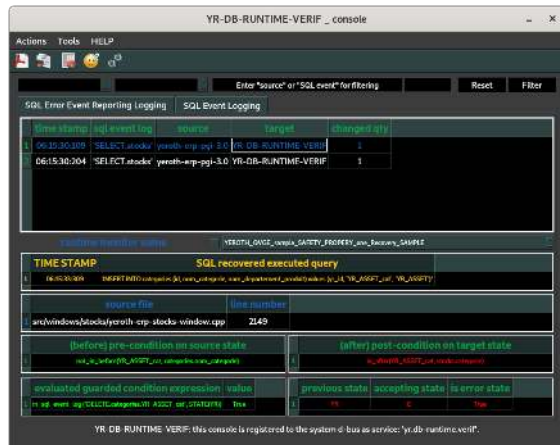 YR-DB-RUNTIME-VERIF _ console
Actions Tools HELP
Enter "source" or "SQL event" for filtering Reset Filter
SQL Error Event Reporting Logging SQL Event Logging
time stamp sql event log source target changed qty
1 06:15:30:109 'SELECT.stocks' yeroth-erp-pgi-3.0 YR-DB-RUNTIME-VERIF 1
06:15:30:204 'SELECT.stocks' yeroth-erp-pgi-3.0 YR-DB-RUNTIME-VERIF 1
runtime monitor name
TIME STAMP SQL recovered executed query
1
source file line number
1 src/windows/stocks/yeroth-erp-stocks-window.cpp 2149
(before) pre-condition on source state (after) post-condition on target state
evaluated guarded condition expression value previous state accepting state is error state
True True
YR-DB-RUNTIME-VERIF: this console is registered to the system d-bus as service: 'yr.db-runtime.verif'.